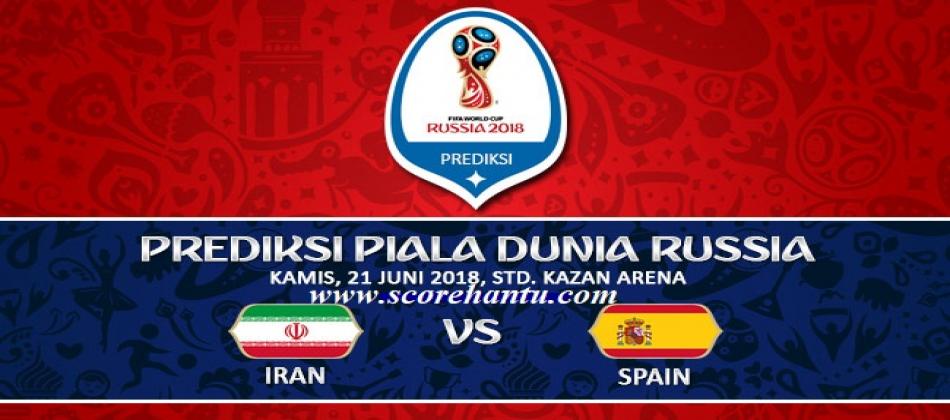 FIFA WORLD CUP
RUSSIA 2018
PREDIKSI
PREDIKSI PIALA DUNIA RUSSIA
KAMIS, 21 JUNI 2018, STD. KAZAN ARENA
www.scorehantu.com
VS
IRAN
SPAIN